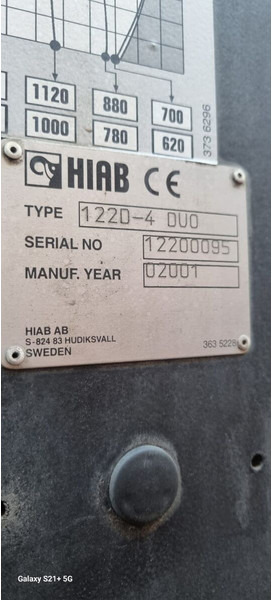 1120 880 700
1000 780 620
373 6296
HIAB CE
TYPE 122D-4 DUO
SERIAL NO 12200095
MANUF. YEAR 02001
HIAB AB
S-824 83 HUDIKSVALL
SWEDEN
363 5228
Galaxy S21+ 5G